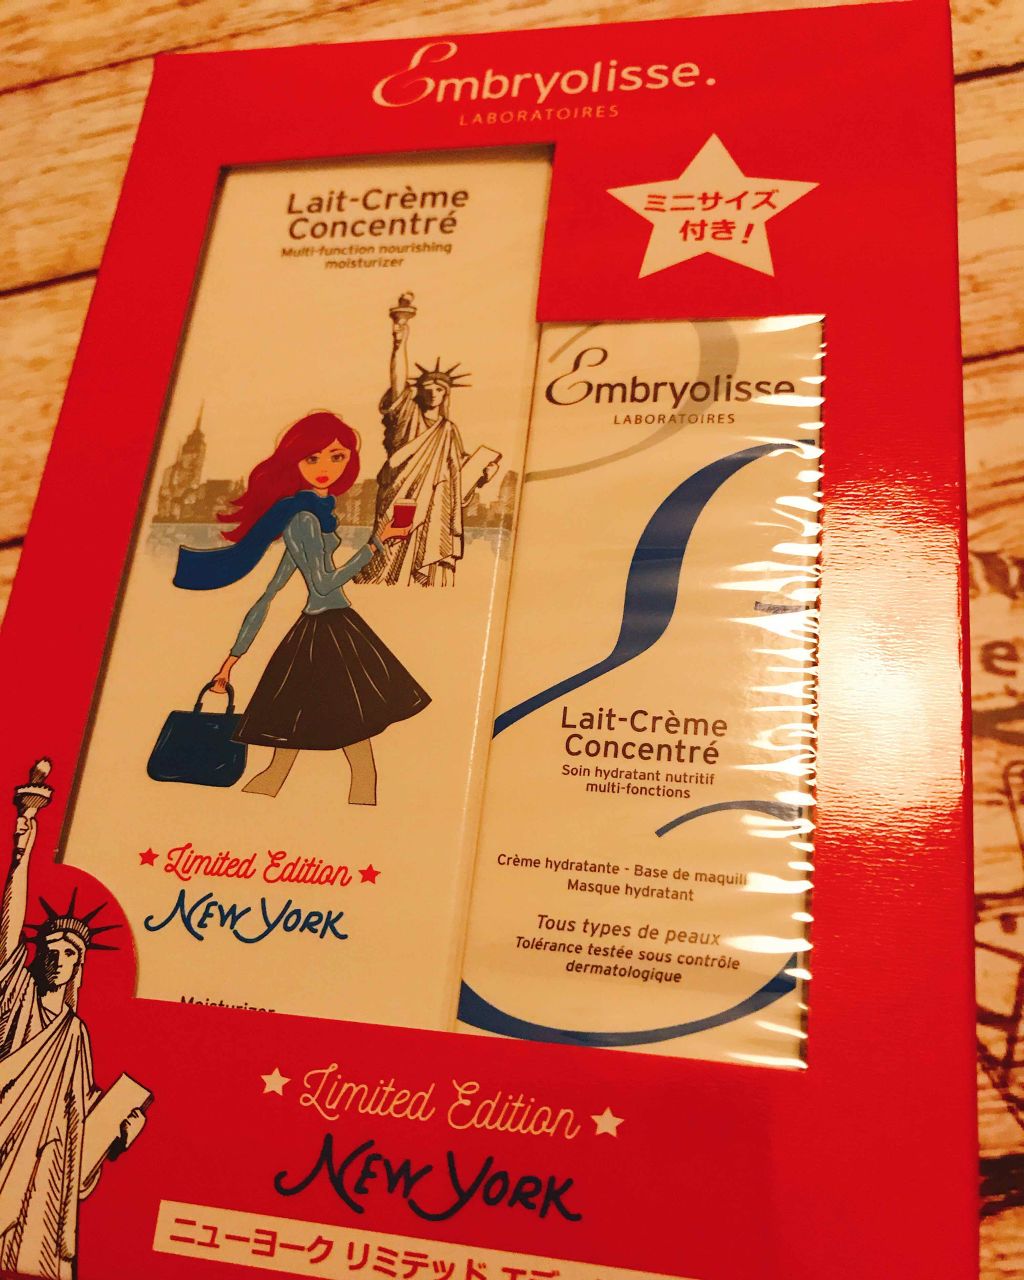 Embryolisse.
LABORATOIRES
ミニサイズ
付き!
Lait-Crème
Concentré
Multi-function nourishing
moisturizer
Limited Edition
NEW YORK
Moisturizer
Embryolisse
LABORATOIRES
Lait-Crème
Concentré
Soin hydratant nutritif
multi-fonctions
Crème hydratante - Base de
Masque hydratant
Tous types de peaux
Tolérance testée sous contrôle
dermatologique
Limited Edition
NEW YORK
ニューヨーク リミテッド